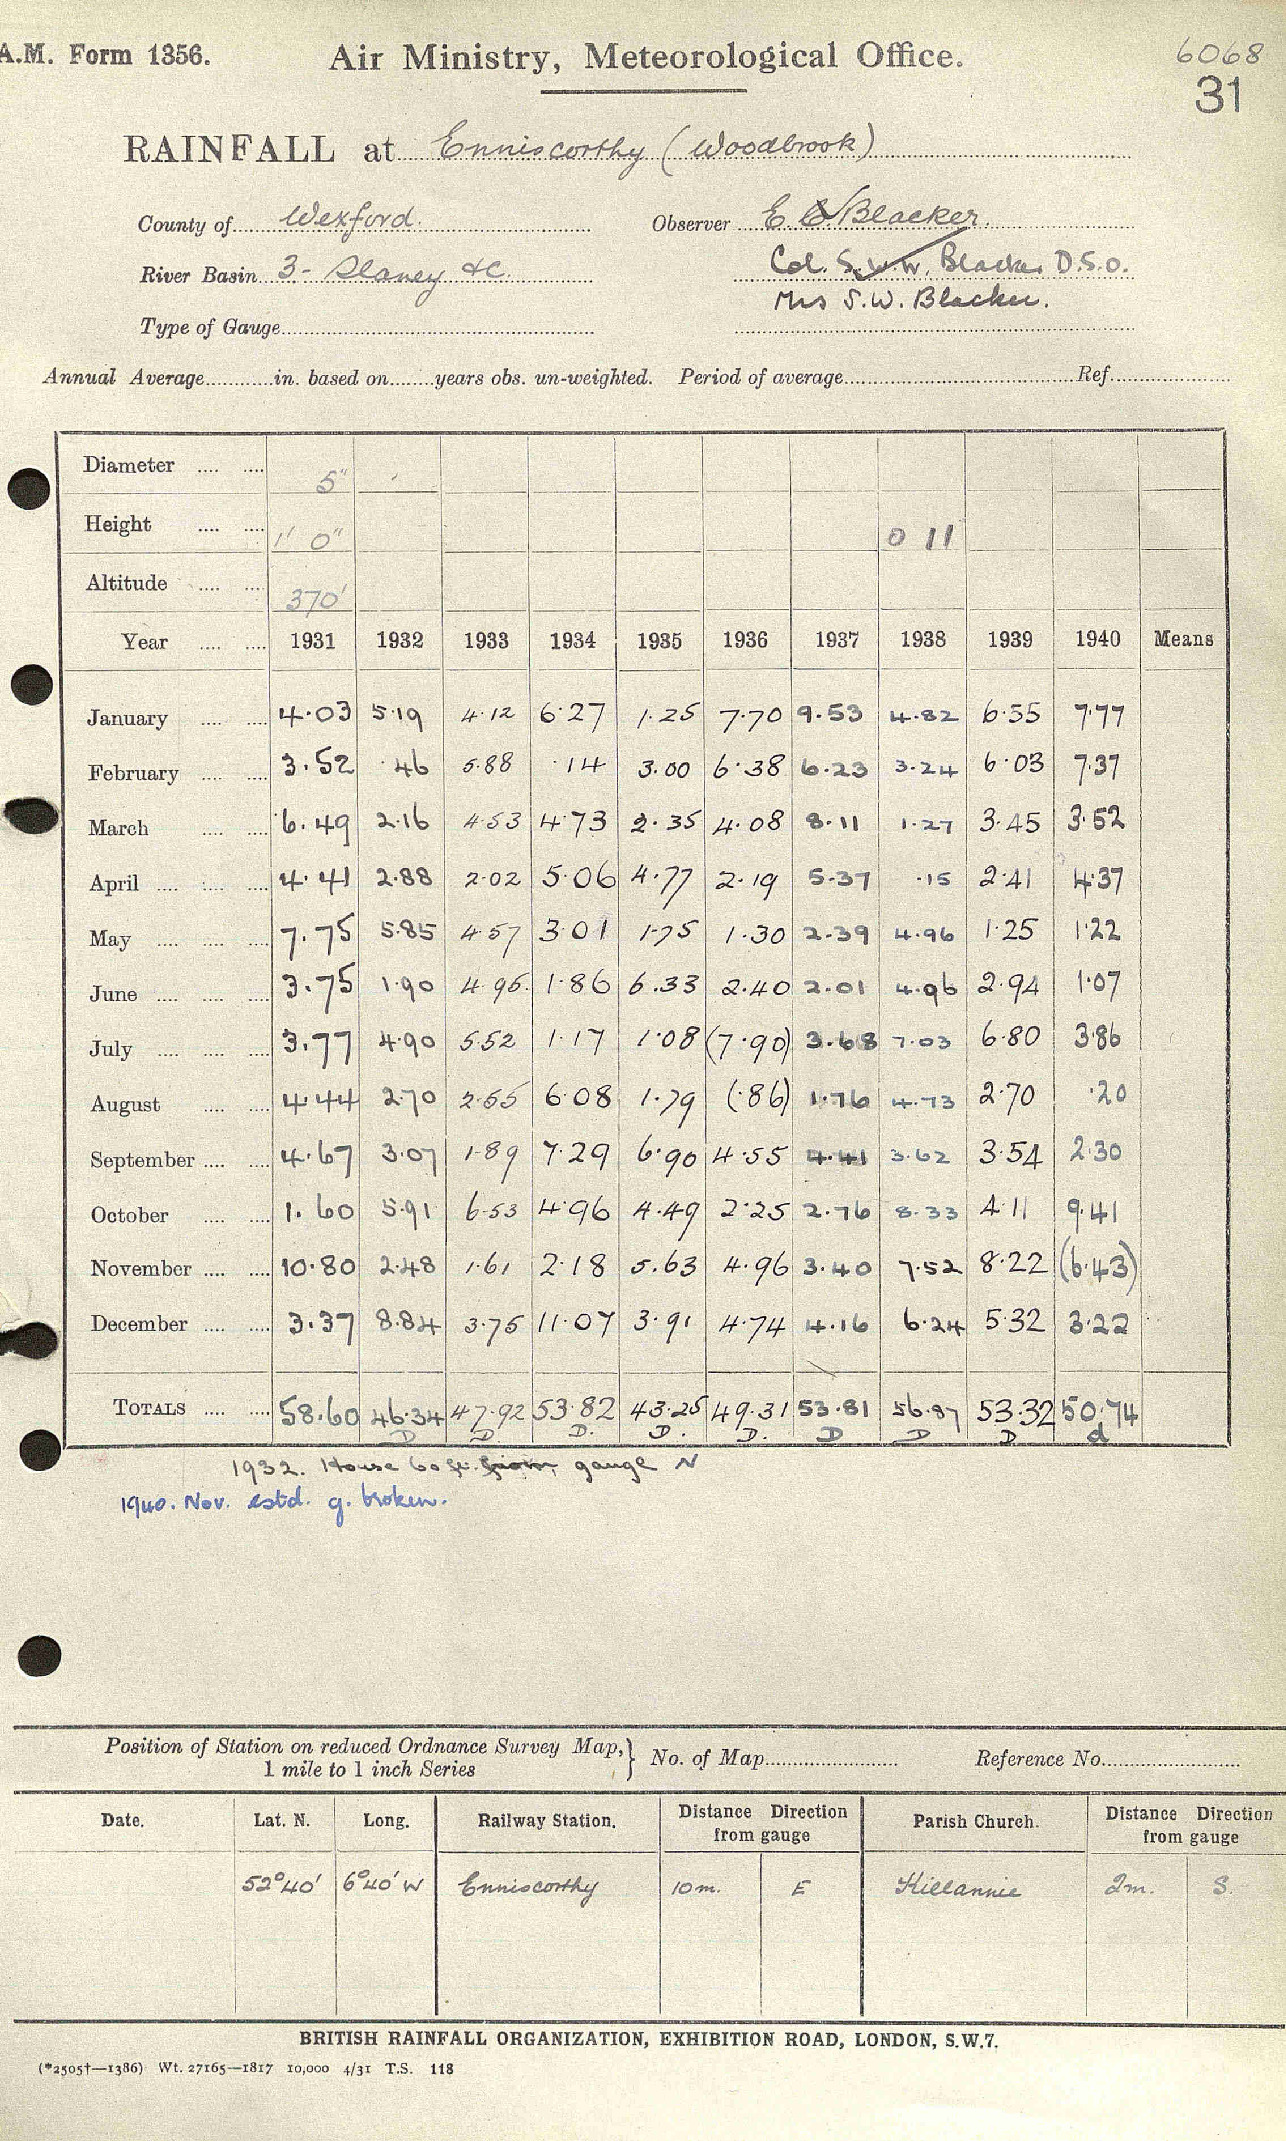 A.M. Form 1356.
Air Ministry, Meteorological Office.
6068
31
RAINFALL at Enniscorthy (Woodbrook)
County of Wexford. Observer E C Blacker.
River Basin 3 - Slaney &c. Col. S.W.W. Blacker D.S.O.
Mrs S.W. Blacker.
Type of Gauge
Annual Average in. based on years obs. un-weighted. Period of average Ref.
Diameter 5"
Height 1' 0" 0 11
Altitude 370'
Year 1931 1932 1933 1934 1935 1936 1937 1938 1939 1940 Means
January 4.03 5.19 4.12 6.27 1.25 7.70 9.53 4.82 6.55 7.77
February 3.52 .46 5.88 .14 3.00 6.38 6.23 3.24 6.03 7.37
March 6.49 2.16 4.53 4.73 2.35 4.08 8.11 1.27 3.45 3.52
April 4.41 2.88 2.02 5.06 4.77 2.19 5.37 .15 2.41 4.37
May 7.75 5.85 4.57 3.01 1.75 1.30 2.39 4.96 1.25 1.22
June 3.75 1.90 4.95 1.86 6.33 2.40 2.01 4.96 2.94 1.07
July 3.77 4.90 5.52 1.17 1.08 (7.90) 3.68 7.03 6.80 3.86
August 4.44 2.70 2.55 6.08 1.79 (.86) 1.76 4.73 2.70 .20
September 4.67 3.07 1.89 7.29 6.90 4.55 4.41 3.62 3.54 2.30
October 1.60 5.91 6.53 4.96 4.49 2.25 2.76 8.33 4.11 9.41
November 10.80 2.48 1.61 2.18 5.63 4.96 3.40 7.52 8.22 (6.43)
December 3.37 8.84 3.75 11.07 3.91 4.74 4.16 6.24 5.32 3.22
TOTALS 58.60 46.34 47.92 53.82 43.25 49.31 53.81 56.87 53.32 50.74
D D D. D. D. D D D d
1932. House 60 ft. from gauge N
1940. Nov. estd. g. broken.
Position of Station on reduced Ordnance Survey Map, } No. of Map Reference No.
1 mile to 1 inch Series
Date. Lat. N. Long. Railway Station. Distance Direction from gauge Parish Church. Distance Direction from gauge
52°40' 6°40' W Enniscorthy 10 m. E Killannie 2 m. S.
BRITISH RAINFALL ORGANIZATION, EXHIBITION ROAD, LONDON, S.W.7.
(*2505†—1386) Wt. 27165—1817 10,000 4/31 T.S. 118